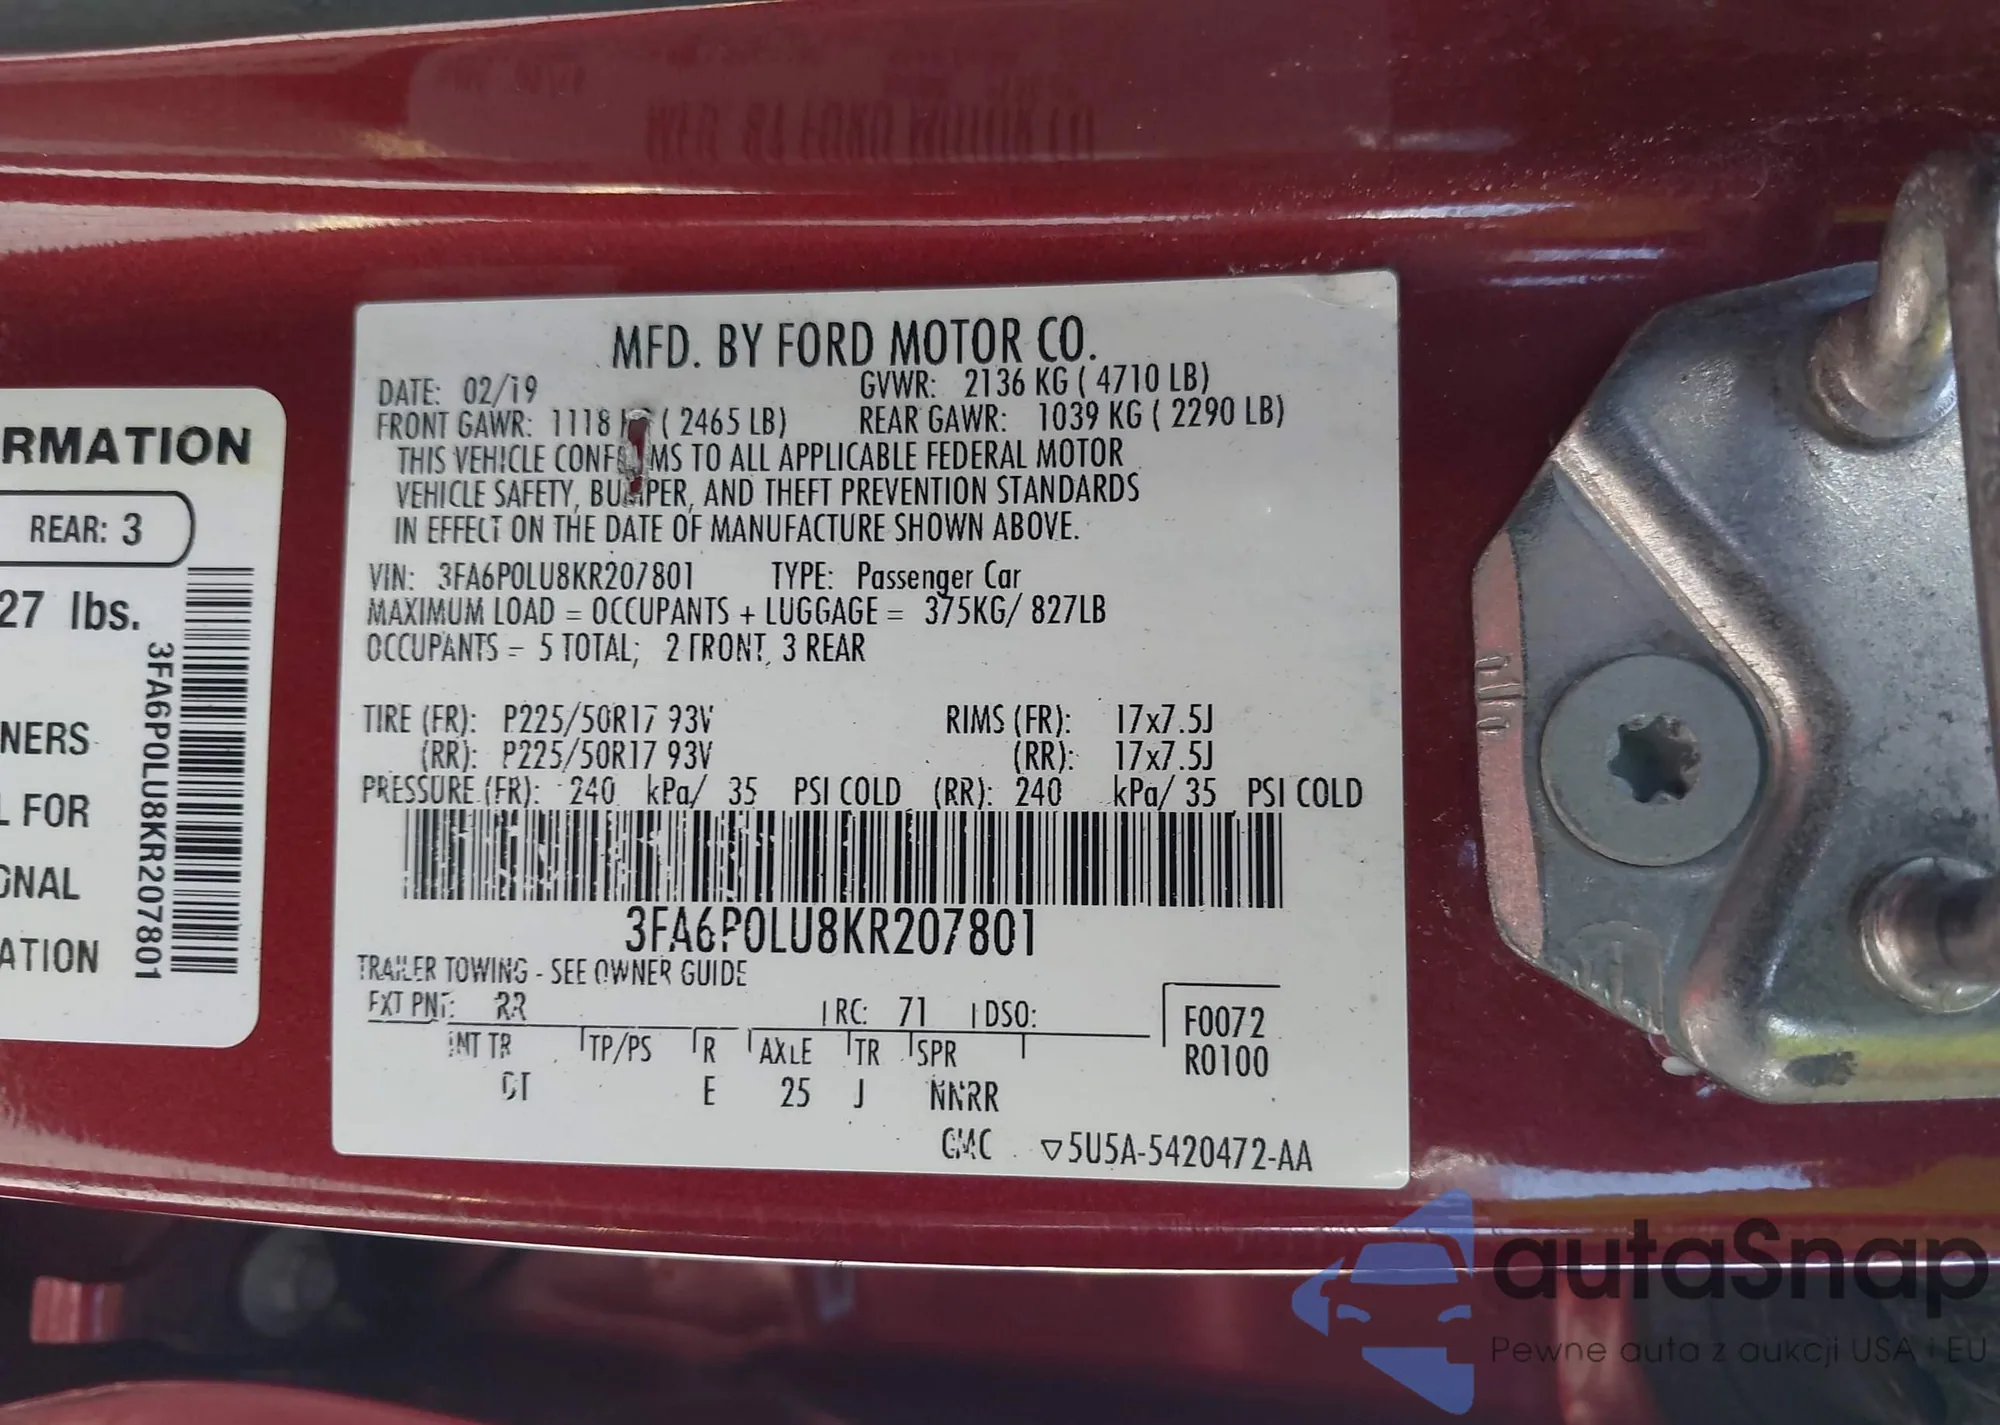 RMATION
REAR: 3
27 lbs.
NERS
L FOR
ONAL
ATION
3FA6P0LU8KR207801
MFD. BY FORD MOTOR CO.
DATE: 02/19 GVWR: 2136 KG ( 4710 LB)
FRONT GAWR: 1118 KG ( 2465 LB) REAR GAWR: 1039 KG ( 2290 LB)
THIS VEHICLE CONFORMS TO ALL APPLICABLE FEDERAL MOTOR
VEHICLE SAFETY, BUMPER, AND THEFT PREVENTION STANDARDS
IN EFFECT ON THE DATE OF MANUFACTURE SHOWN ABOVE.
VIN: 3FA6P0LU8KR207801 TYPE: Passenger Car
MAXIMUM LOAD = OCCUPANTS + LUGGAGE = 375KG/ 827LB
OCCUPANTS = 5 TOTAL; 2 FRONT, 3 REAR
TIRE (FR): P225/50R17 93V RIMS (FR): 17x7.5J
(RR): P225/50R17 93V (RR): 17x7.5J
PRESSURE (FR): 240 kPa/ 35 PSI COLD (RR): 240 kPa/ 35 PSI COLD
3FA6P0LU8KR207801
TRAILER TOWING - SEE OWNER GUIDE
EXT PNT: RR RC: 71 DSO:
INT TR TP/PS R AXLE TR SPR
E 25 J NNRR
F0072
R0100
▽5U5A-5420472-AA
autaSnap
Pewne auta z aukcji USA i EU